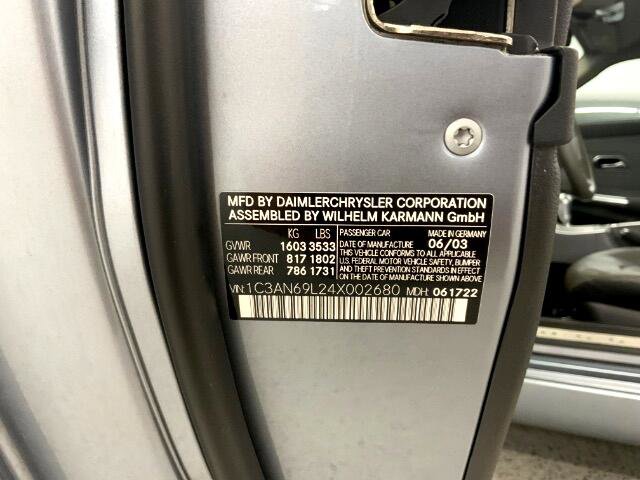 MFD BY DAIMLERCHRYSLER CORPORATION
ASSEMBLED BY WILHELM KARMANN GmbH
KG LBS PASSENGER CAR MADE IN GERMANY
GVWR 1603 3533 DATE OF MANUFACTURE 06/03
GAWR FRONT 817 1802 THIS VEHICLE CONFORMS TO ALL APPLICABLE
U.S. FEDERAL MOTOR VEHICLE SAFETY, BUMPER
GAWR REAR 786 1731 AND THEFT PREVENTION STANDARDS IN EFFECT
ON THE DATE OF MANUFACTURE SHOWN ABOVE
VIN: 1C3AN69L24X002680 MDH: 061722